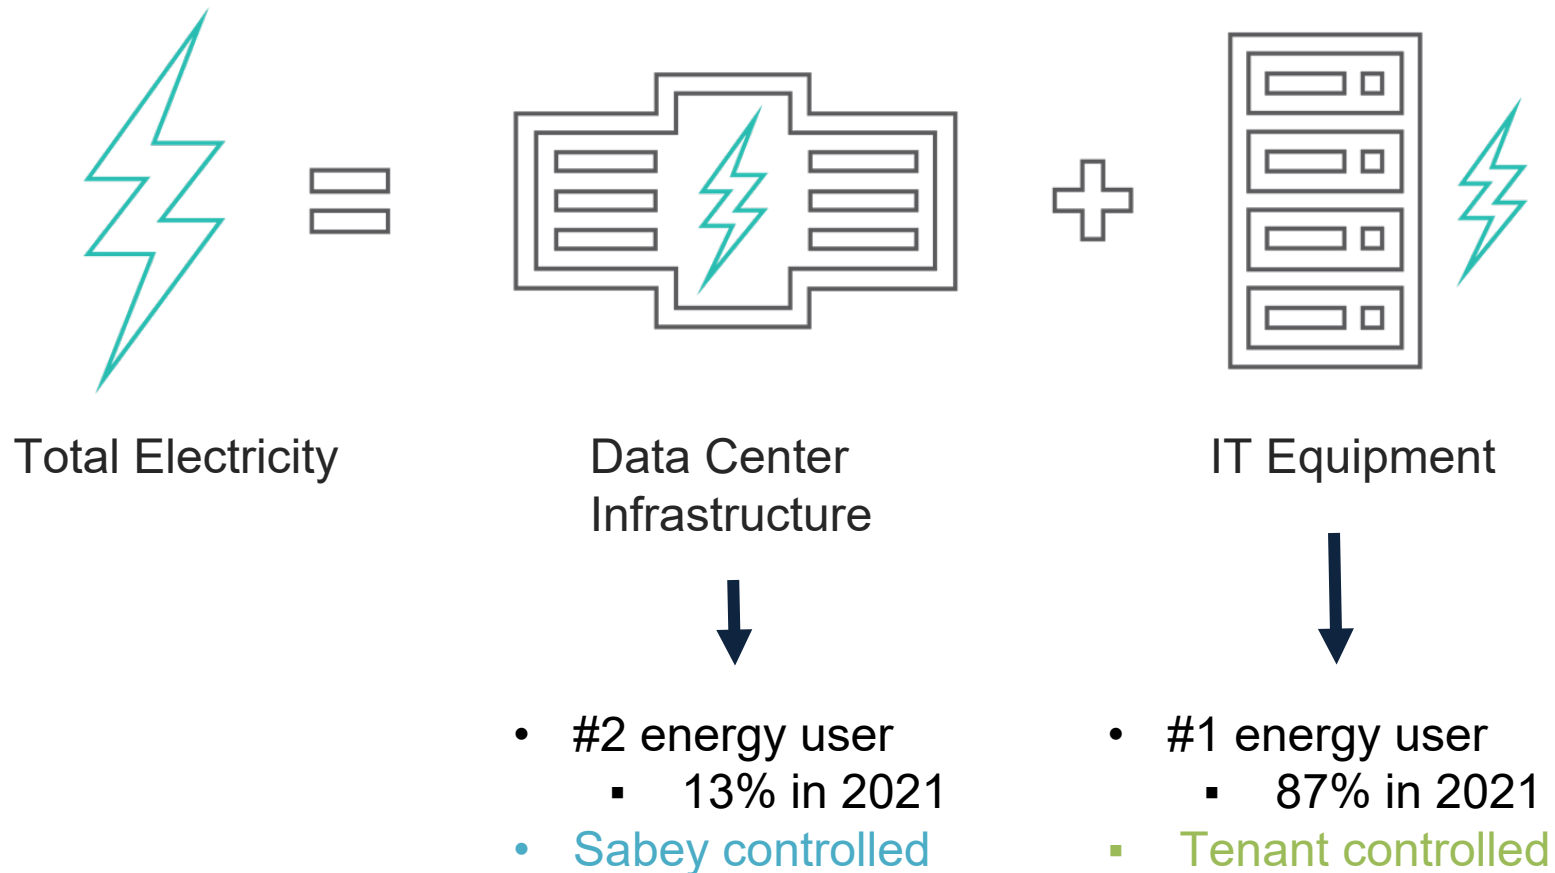 Total Electricity
Data Center
Infrastructure
IT Equipment
• #2 energy user
▪ 13% in 2021
• Sabey controlled
• #1 energy user
▪ 87% in 2021
▪ Tenant controlled